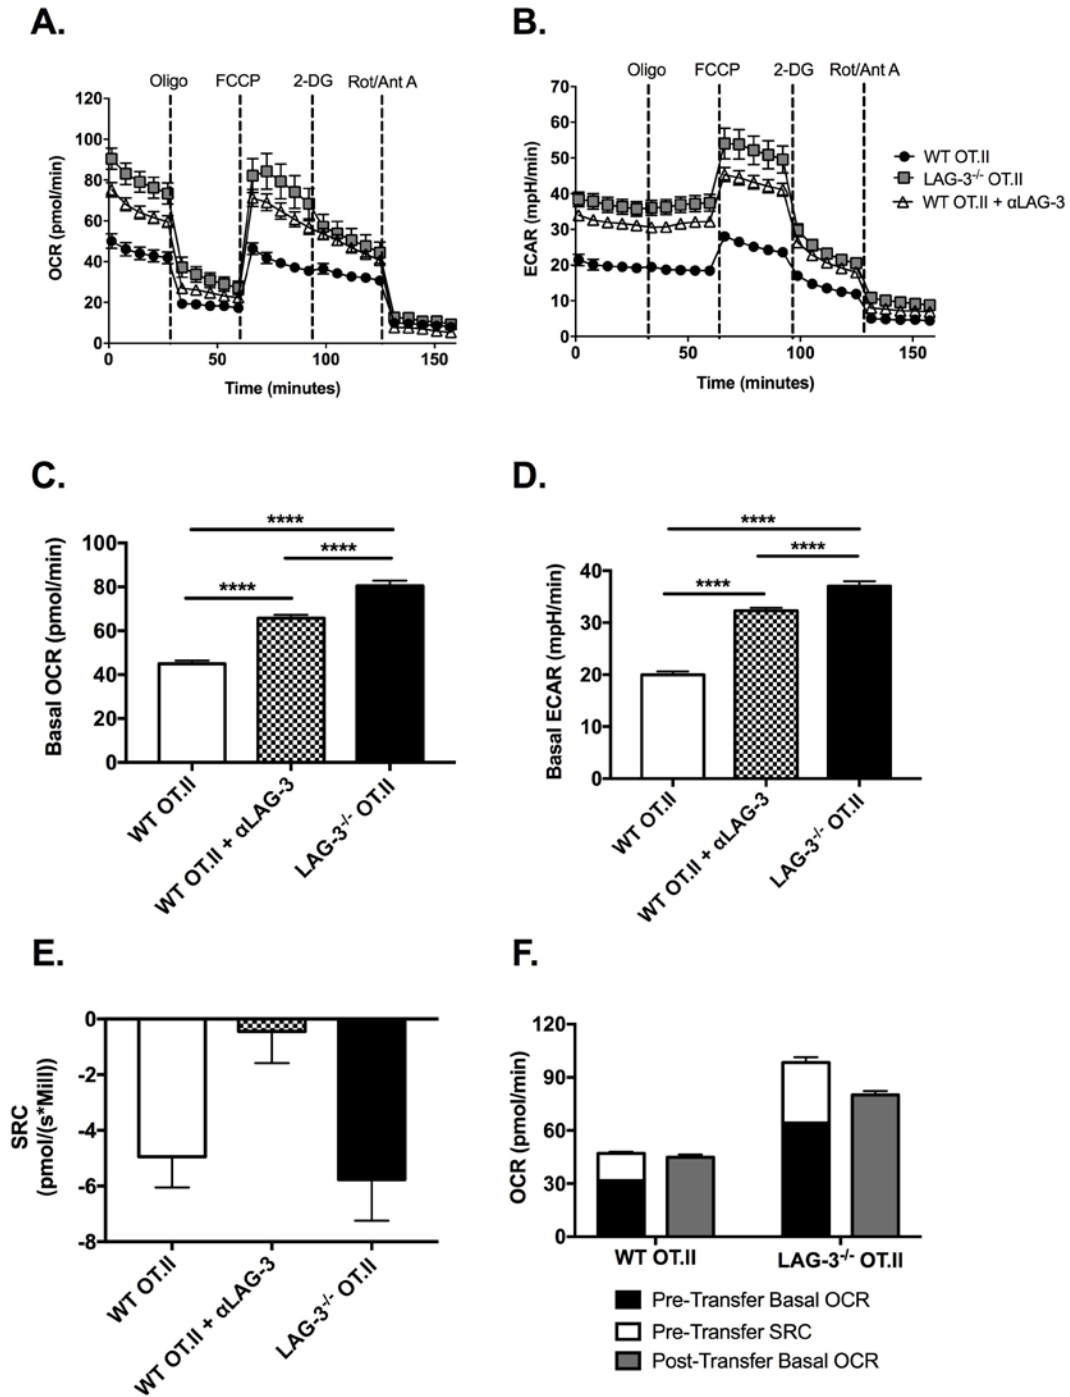 A.
B.
Oligo FCCP 2-DG Rot/Ant A
Oligo FCCP 2-DG Rot/Ant A
OCR (pmol/min)
120
100
80
60
40
20
0
0 50 100 150
Time (minutes)
ECAR (mpH/min)
70
60
50
40
30
20
10
0
0 50 100 150
Time (minutes)
WT OT.II
LAG-3-/- OT.II
WT OT.II + αLAG-3
C.
D.
Basal OCR (pmol/min)
100
80
60
40
20
0
****
****
****
WT OT.II
WT OT.II + αLAG-3
LAG-3-/- OT.II
Basal ECAR (mpH/min)
40
30
20
10
0
****
****
****
WT OT.II
WT OT.II + αLAG-3
LAG-3-/- OT.II
E.
F.
SRC
(pmol/(s*Mill))
0
-2
-4
-6
-8
WT OT.II
WT OT.II + αLAG-3
LAG-3-/- OT.II
OCR (pmol/min)
120
90
60
30
0
WT OT.II
LAG-3-/- OT.II
Pre-Transfer Basal OCR
Pre-Transfer SRC
Post-Transfer Basal OCR